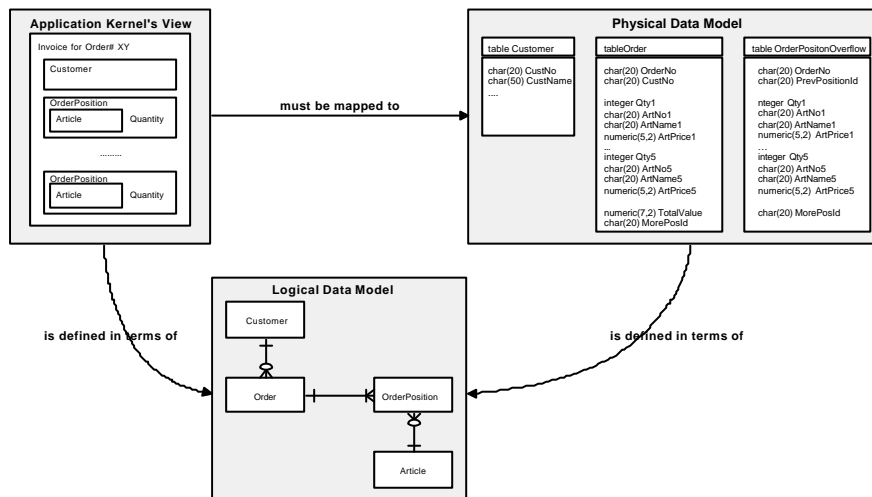 Application Kernel's View
Invoice for Order# XY
Customer
OrderPosition
Article
Quantity
.........
OrderPosition
Article
Quantity
must be mapped to
Physical Data Model
table Customer
char(20) CustNo
char(50) CustName
....
tableOrder
char(20) OrderNo
char(20) CustNo
integer Qty1
char(20) ArtNo1
char(20) ArtName1
numeric(5,2) ArtPrice1
...
integer Qty5
char(20) ArtNo5
char(20) ArtName5
numeric(5,2) ArtPrice5
numeric(7,2) TotalValue
char(20) MorePosId
table OrderPositonOverflow
char(20) OrderNo
char(20) PrevPositionId
nteger Qty1
char(20) ArtNo1
char(20) ArtName1
numeric(5,2) ArtPrice1
...
integer Qty5
char(20) ArtNo5
char(20) ArtName5
numeric(5,2) ArtPrice5
char(20) MorePosId
is defined in terms of
is defined in terms of
Logical Data Model
Customer
Order
OrderPosition
Article